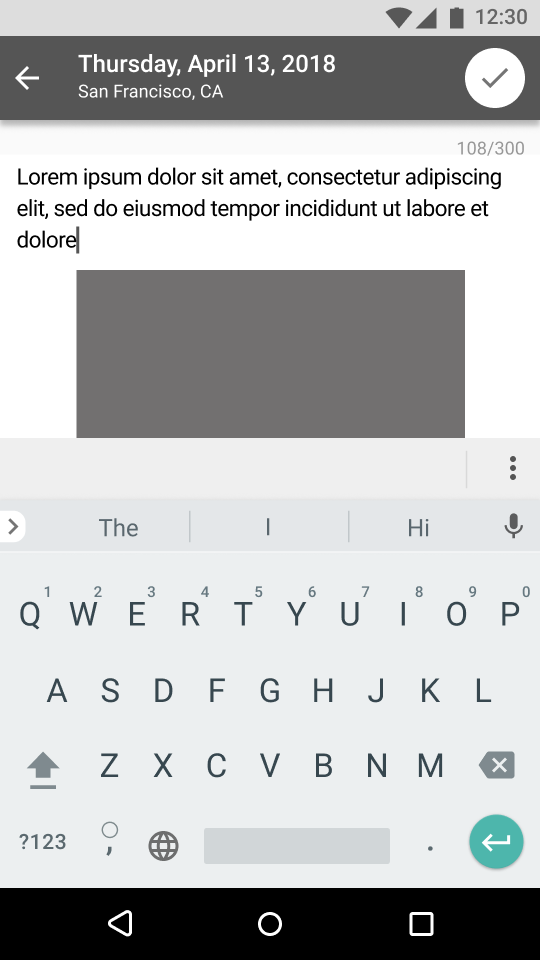 12:30
Thursday, April 13, 2018
San Francisco, CA
108/300
Lorem ipsum dolor sit amet, consectetur adipiscing
elit, sed do eiusmod tempor incididunt ut labore et
dolore
The I Hi
1 2 3 4 5 6 7 8 9 0
Q W E R T Y U I O P
A S D F G H J K L
Z X C V B N M
?123 , .